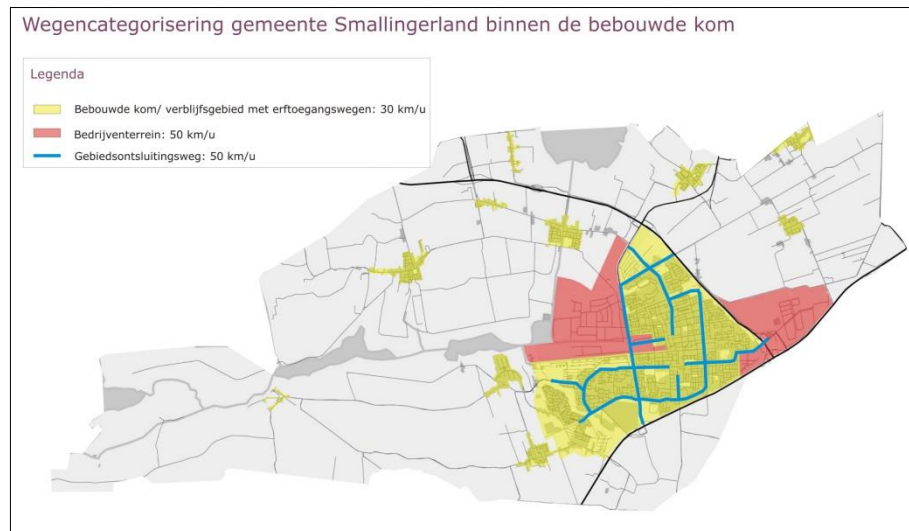 Wegencategorisering gemeente Smallingerland binnen de bebouwde kom
Legenda
Bebouwde kom/ verblijfsgebied met erftoegangswegen: 30 km/u
Bedrijventerrein: 50 km/u
Gebiedsontsluitingsweg: 50 km/u